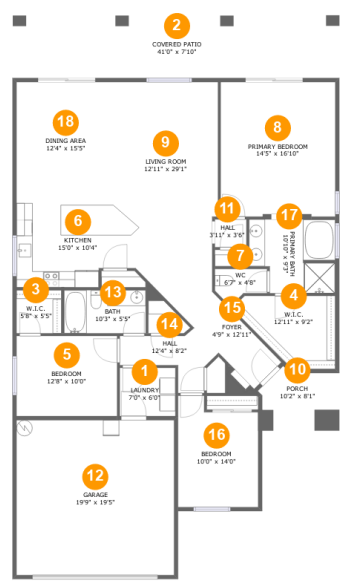 2
COVERED PATIO
41'0" x 7'10"
18
DINING AREA
12'4" x 15'5"
9
LIVING ROOM
12'11" x 29'1"
8
PRIMARY BEDROOM
14'5" x 16'10"
6
KITCHEN
15'0" x 10'4"
11
HALL
3'11" x 3'6"
17
PRIMARY BATH
10'10" x 9'3"
7
WC
6'7" x 4'8"
3
W.I.C.
5'8" x 5'5"
13
BATH
10'3" x 5'5"
14
HALL
12'4" x 8'2"
15
FOYER
4'9" x 12'11"
4
W.I.C.
12'11" x 9'2"
5
BEDROOM
12'8" x 10'0"
1
LAUNDRY
7'0" x 6'0"
10
PORCH
10'2" x 8'1"
16
BEDROOM
10'0" x 14'0"
12
GARAGE
19'9" x 19'5"